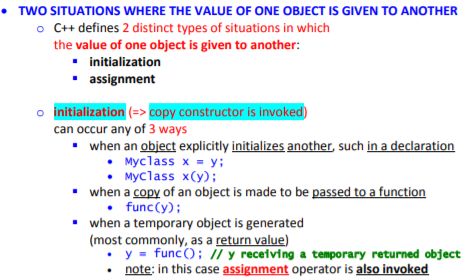 • TWO SITUATIONS WHERE THE VALUE OF ONE OBJECT IS GIVEN TO ANOTHER
o C++ defines 2 distinct types of situations in which
the value of one object is given to another:
▪ initialization
▪ assignment
o initialization (=> copy constructor is invoked)
can occur any of 3 ways
▪ when an object explicitly initializes another, such in a declaration
• MyClass x = y;
• MyClass x(y);
▪ when a copy of an object is made to be passed to a function
• func(y);
▪ when a temporary object is generated
(most commonly, as a return value)
• y = func(); // y receiving a temporary returned object
• note: in this case assignment operator is also invoked